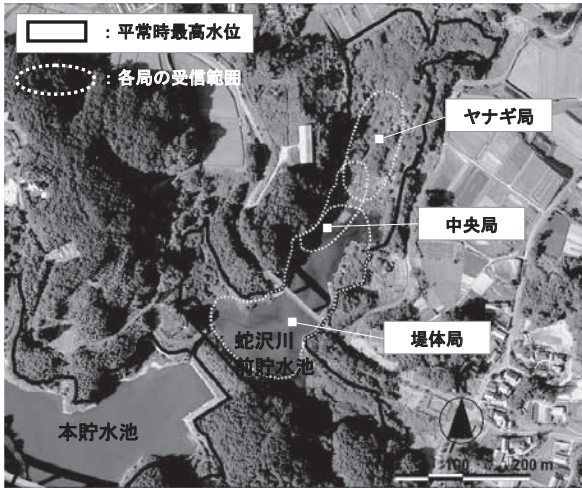 ：平常時最高水位
：各局の受信範囲
ヤナギ局
中央局
堤体局
蛇沢川
前貯水池
本貯水池
100 200 m